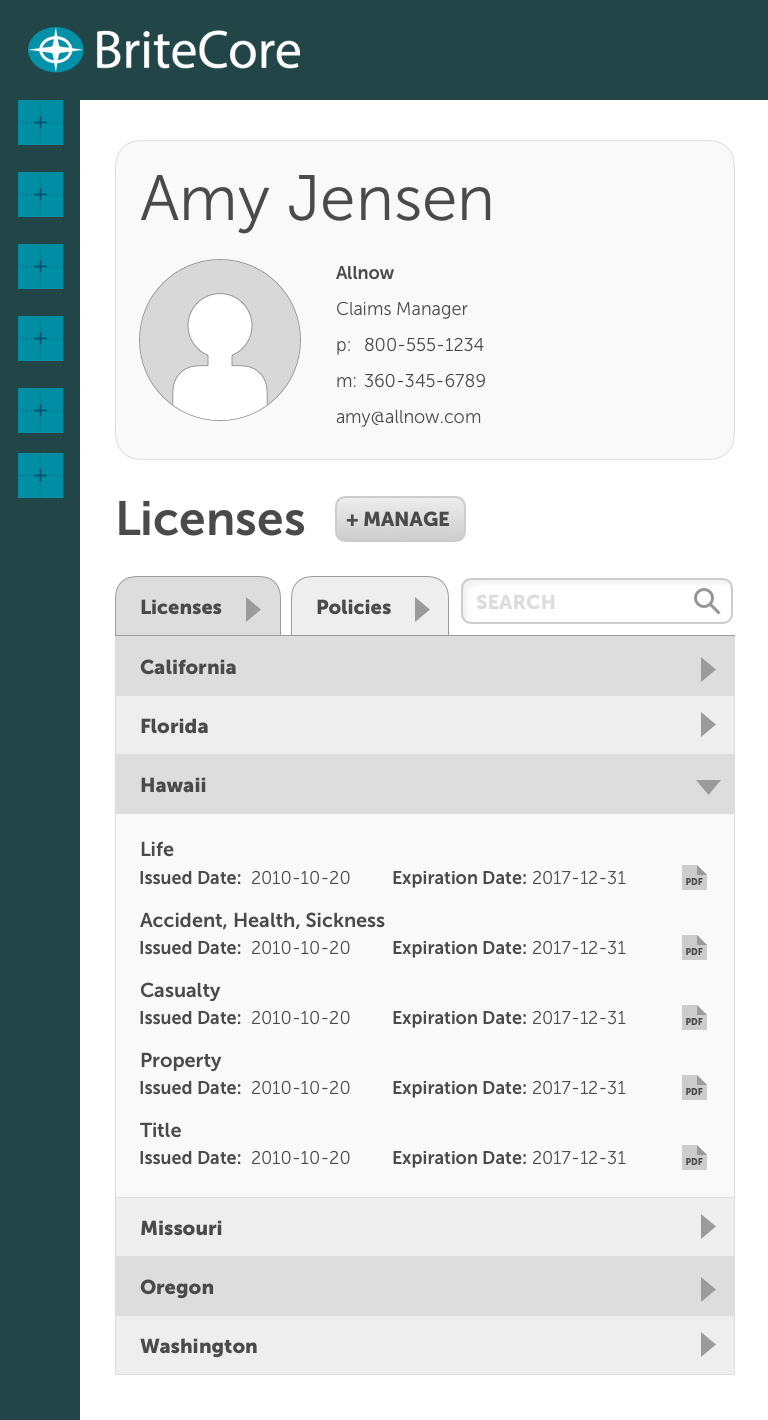 BriteCore
Amy Jensen
Allnow
Claims Manager
p: 800-555-1234
m: 360-345-6789
amy@allnow.com
Licenses + MANAGE
Licenses Policies SEARCH
California
Florida
Hawaii
Life
Issued Date: 2010-10-20 Expiration Date: 2017-12-31 PDF
Accident, Health, Sickness
Issued Date: 2010-10-20 Expiration Date: 2017-12-31 PDF
Casualty
Issued Date: 2010-10-20 Expiration Date: 2017-12-31 PDF
Property
Issued Date: 2010-10-20 Expiration Date: 2017-12-31 PDF
Title
Issued Date: 2010-10-20 Expiration Date: 2017-12-31 PDF
Missouri
Oregon
Washington